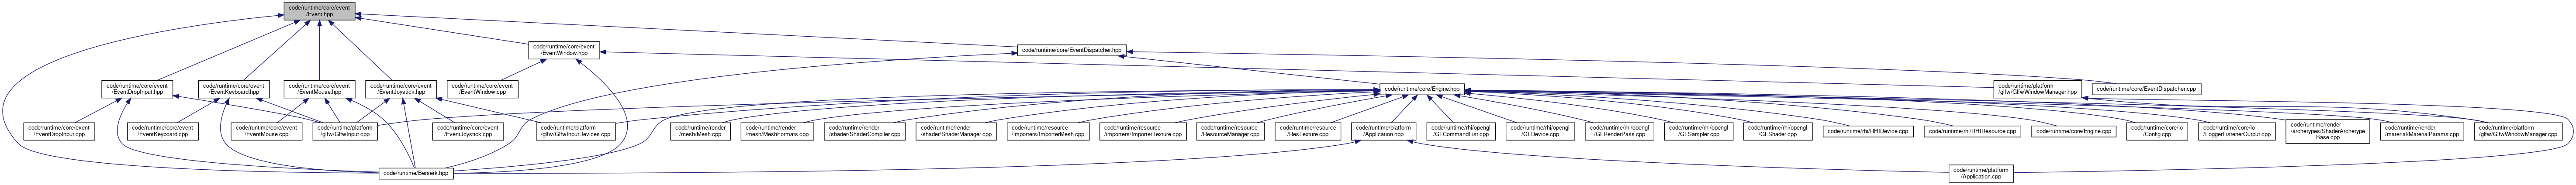 code/runtime/core/event
/Event.hpp
code/runtime/core/event
/EventWindow.hpp
code/runtime/core/EventDispatcher.hpp
code/runtime/core/event
/EventDropInput.hpp
code/runtime/core/event
/EventKeyboard.hpp
code/runtime/core/event
/EventMouse.hpp
code/runtime/core/event
/EventJoystick.hpp
code/runtime/core/event
/EventWindow.cpp
code/runtime/core/Engine.hpp
code/runtime/platform
/glfw/GlfwWindowManager.hpp
code/runtime/core/EventDispatcher.cpp
code/runtime/core/event
/EventDropInput.cpp
code/runtime/core/event
/EventKeyboard.cpp
code/runtime/core/event
/EventMouse.cpp
code/runtime/platform
/glfw/GlfwInput.cpp
code/runtime/core/event
/EventJoystick.cpp
code/runtime/platform
/glfw/GlfwInputDevices.cpp
code/runtime/render
/mesh/Mesh.cpp
code/runtime/render
/mesh/MeshFormats.cpp
code/runtime/render
/shader/ShaderCompiler.cpp
code/runtime/render
/shader/ShaderManager.cpp
code/runtime/resource
/importers/ImporterMesh.cpp
code/runtime/resource
/importers/ImporterTexture.cpp
code/runtime/resource
/ResourceManager.cpp
code/runtime/resource
/ResTexture.cpp
code/runtime/platform
/Application.hpp
code/runtime/rhi/opengl
/GLCommandList.cpp
code/runtime/rhi/opengl
/GLDevice.cpp
code/runtime/rhi/opengl
/GLRenderPass.cpp
code/runtime/rhi/opengl
/GLSampler.cpp
code/runtime/rhi/opengl
/GLShader.cpp
code/runtime/rhi/RHIDevice.cpp
code/runtime/rhi/RHIResource.cpp
code/runtime/core/Engine.cpp
code/runtime/core/io
/Config.cpp
code/runtime/core/io
/LoggerListenerOutput.cpp
code/runtime/render
/archetypes/ShaderArchetype
Base.cpp
code/runtime/render
/material/MaterialParams.cpp
code/runtime/platform
/glfw/GlfwWindowManager.cpp
code/runtime/Berserk.hpp
code/runtime/platform
/Application.cpp